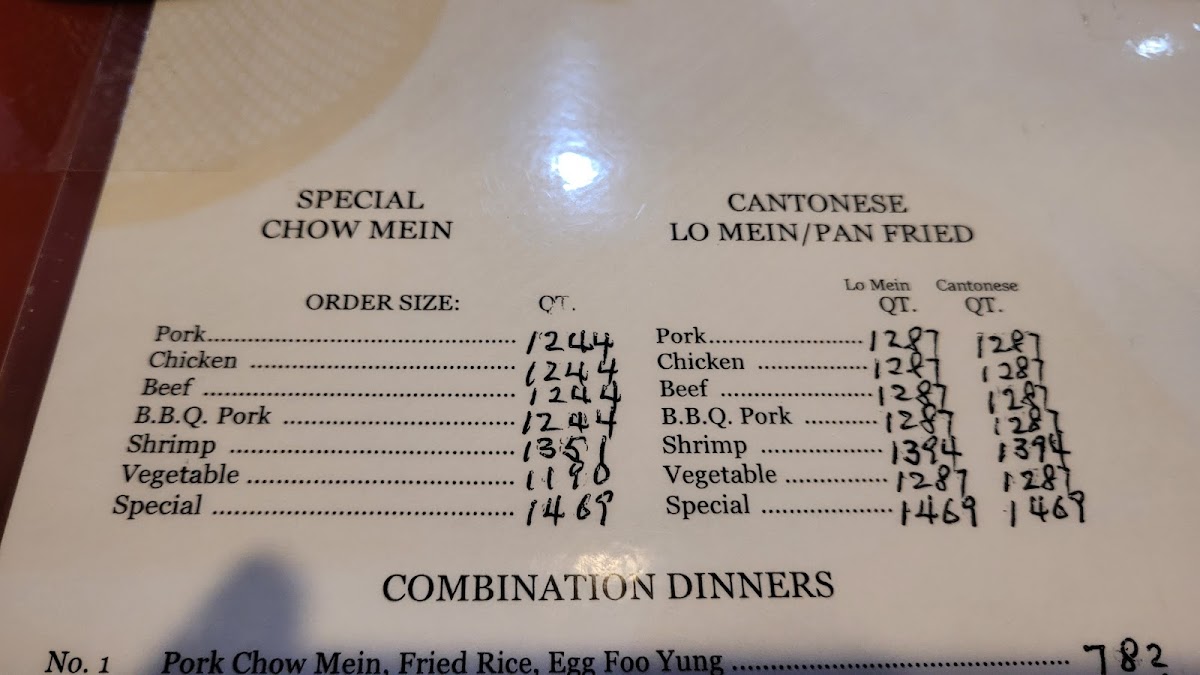 SPECIAL
CHOW MEIN
ORDER SIZE: QT.
Pork.................................................. 1244
Chicken ........................................... 1244
Beef .................................................. 1244
B.B.Q. Pork ...................................... 1244
Shrimp .............................................. 1351
Vegetable .......................................... 1190
Special ............................................... 1469
CANTONESE
LO MEIN/PAN FRIED
Lo Mein Cantonese
QT. QT.
Pork.......................... 1287 1287
Chicken .................. 1287 1287
Beef ......................... 1287 1287
B.B.Q. Pork ............ 1287 1287
Shrimp .................... 1394 1394
Vegetable ................. 1287 1287
Special ...................... 1469 1469
COMBINATION DINNERS
No. 1 Pork Chow Mein, Fried Rice, Egg Foo Yung .......................................... 782